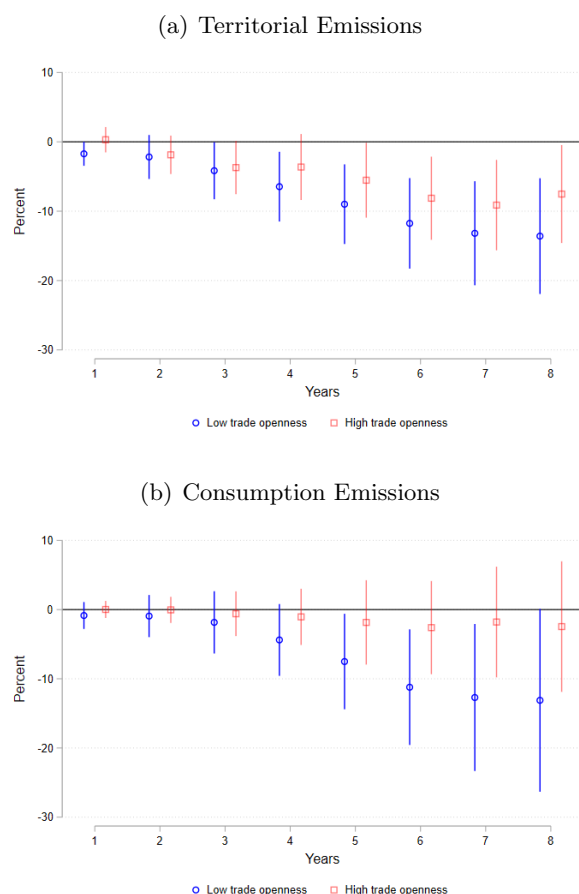 (a) Territorial Emissions
10
0
-10
-20
-30
Percent
1 2 3 4 5 6 7 8
Years
Low trade openness High trade openness
(b) Consumption Emissions
10
0
-10
-20
-30
Percent
1 2 3 4 5 6 7 8
Years
Low trade openness High trade openness